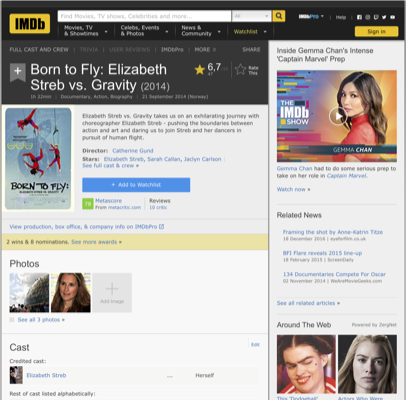 IMDb
Find Movies, TV shows, Celebrities and more...
All
IMDbPro
Help
Movies, TV
& Showtimes
Celebs, Events
& Photos
News &
Community
Watchlist
Sign in
FULL CAST AND CREW | TRIVIA | USER REVIEWS | IMDbPro | MORE
SHARE
Born to Fly: Elizabeth
Streb vs. Gravity (2014)
6,7
47
Rate
This
1h 22min | Documentary, Action, Biography | 21 September 2014 (Norway)
BORN TO FLY:
Elizabeth Streb vs. Gravity takes us on an exhilarating journey with
choreographer Elizabeth Streb - pushing the boundaries between
action and art and daring us to join Streb and her dancers in
pursuit of human flight.
Director: Catherine Gund
Stars: Elizabeth Streb, Sarah Callan, Jaclyn Carlson |
See full cast & crew »
+ Add to Watchlist
Metascore
From metacritic.com
Reviews
10 critic
View production, box office, & company info on IMDbPro
2 wins & 8 nominations. See more awards »
Photos
Add Image
See all 3 photos »
Cast
Edit
Credited cast:
Elizabeth Streb
...
Herself
Rest of cast listed alphabetically:
Inside Gemma Chan's Intense
'Captain Marvel' Prep
THE
IMDb
SHOW
GEMMA CHAN
Gemma Chan had to do some serious prep to
take on her role in Captain Marvel.
Watch now »
Related News
Framing the shot by Anne-Katrin Titze
18 December 2015 | eyeforfilm.co.uk
BFI Flare reveals 2015 line-up
18 February 2015 | ScreenDaily
134 Documentaries Compete For Oscar
02 November 2014 | WeAreMovieGeeks.com
See all related articles »
Around The Web
Powered by ZergNet
This 'Dodgeball'
Actors Who Were